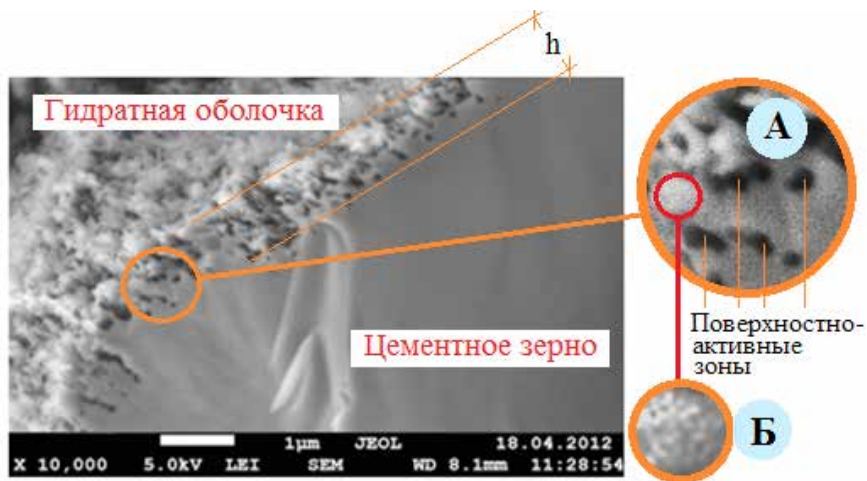 h
Гидратная оболочка
А
Поверхностно-
активные
зоны
Цементное зерно
Б
1µm JEOL 18.04.2012
X 10,000 5.0kV LEI SEM WD 8.1mm 11:28:54